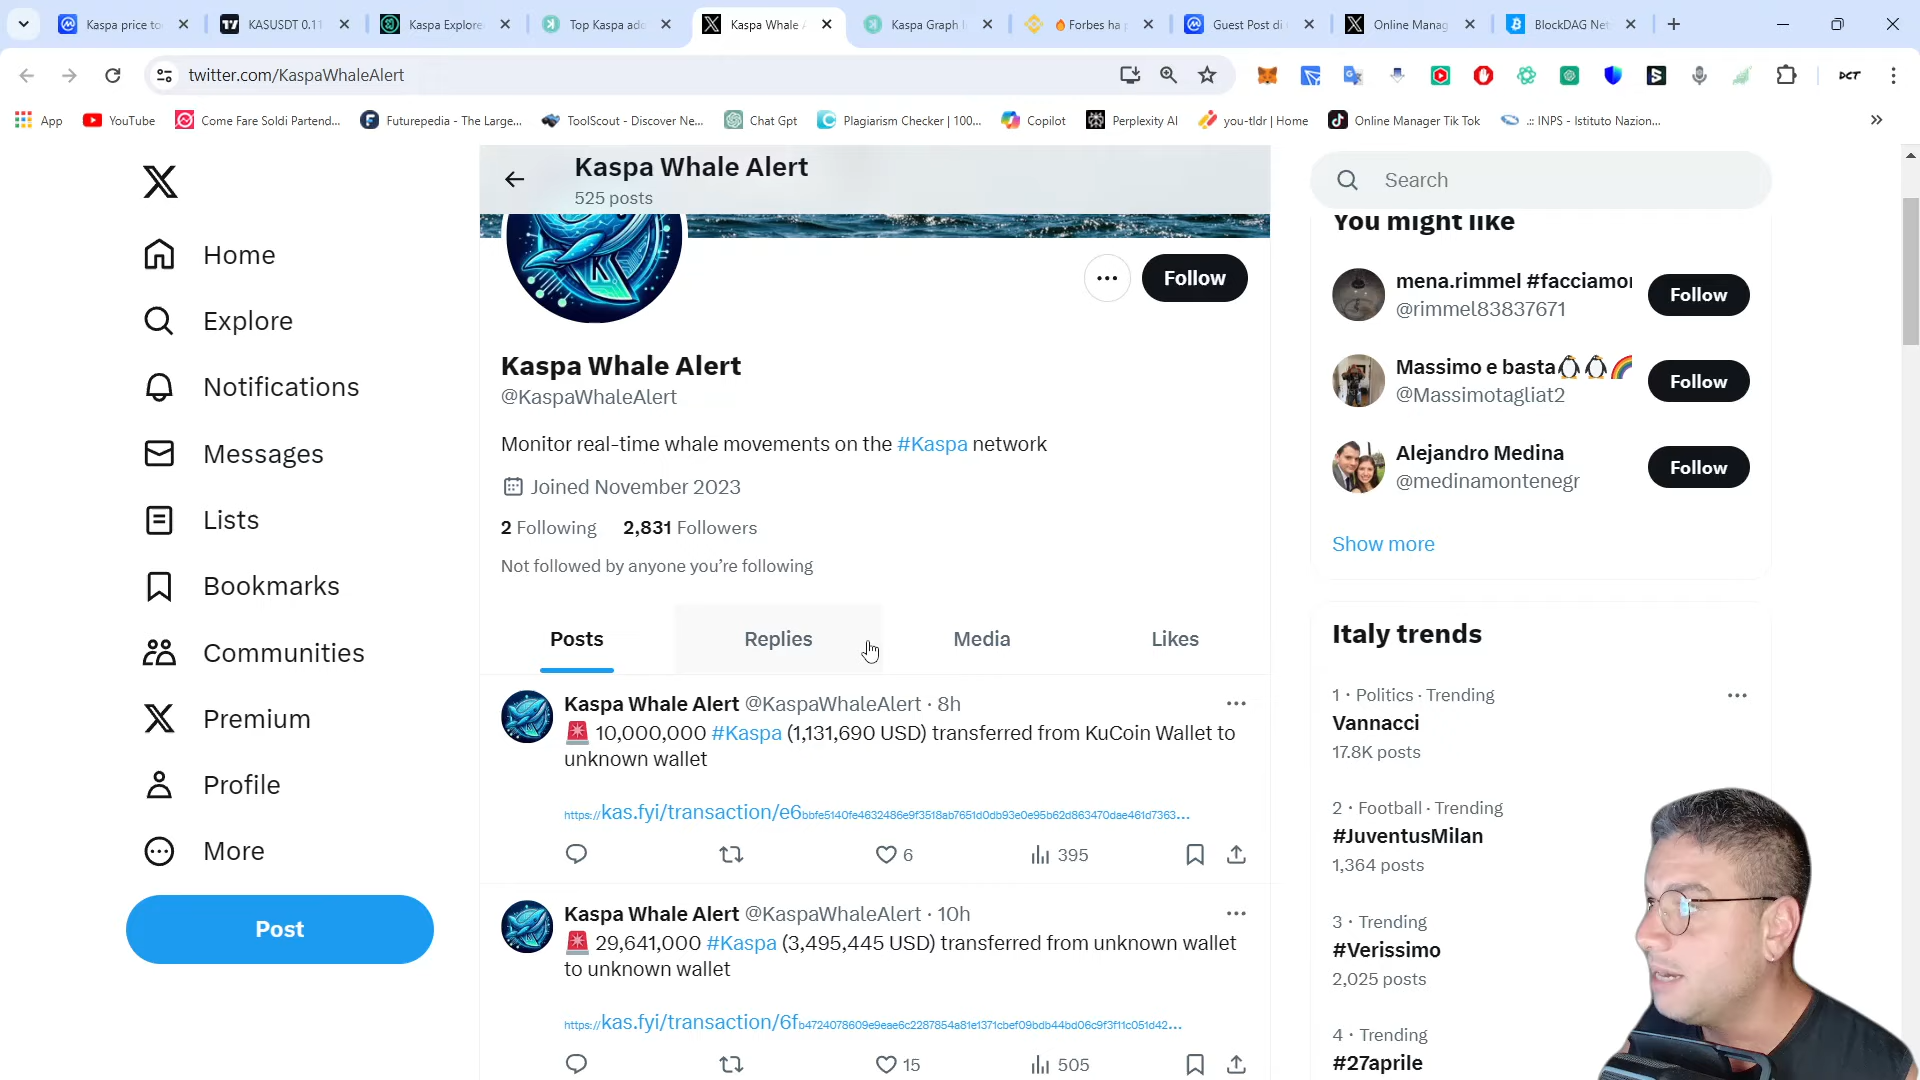 Kaspa price to
KASUSDT 0.11
Kaspa Explore
Top Kaspa add
Kaspa Whale A
Kaspa Graph I
Forbes ha p
Guest Post di
Online Manag
BlockDAG Net
twitter.com/KaspaWhaleAlert
App
YouTube
Come Fare Soldi Partend...
Futurepedia - The Large...
ToolScout - Discover Ne...
Chat Gpt
Plagiarism Checker | 100...
Copilot
Perplexity AI
you-tldr | Home
Online Manager Tik Tok
.:: INPS - Istituto Nazion...
Home
Explore
Notifications
Messages
Lists
Bookmarks
Communities
Premium
Profile
More
Post
Kaspa Whale Alert
525 posts
Follow
Kaspa Whale Alert
@KaspaWhaleAlert
Monitor real-time whale movements on the #Kaspa network
Joined November 2023
2 Following 2,831 Followers
Not followed by anyone you're following
Posts Replies Media Likes
Kaspa Whale Alert @KaspaWhaleAlert · 8h
🚨 10,000,000 #Kaspa (1,131,690 USD) transferred from KuCoin Wallet to
unknown wallet
https://kas.fyi/transaction/e6bbfe5140fe4632486e9f3518ab7651d0db93e0e95b62d863470dae461d7363...
6 395
Kaspa Whale Alert @KaspaWhaleAlert · 10h
🚨 29,641,000 #Kaspa (3,495,445 USD) transferred from unknown wallet
to unknown wallet
https://kas.fyi/transaction/6fb4724078609e9eae6c2287854a81e1371cbef09bdb44bd06c9f3f11c051d42...
15 505
Search
You might like
mena.rimmel #facciamor
@rimmel83837671
Follow
Massimo e basta🐧🐧🌈
@Massimotagliat2
Follow
Alejandro Medina
@medinamontenegr
Follow
Show more
Italy trends
1 · Politics · Trending
Vannacci
17.8K posts
2 · Football · Trending
#JuventusMilan
1,364 posts
3 · Trending
#Verissimo
2,025 posts
4 · Trending
#27aprile